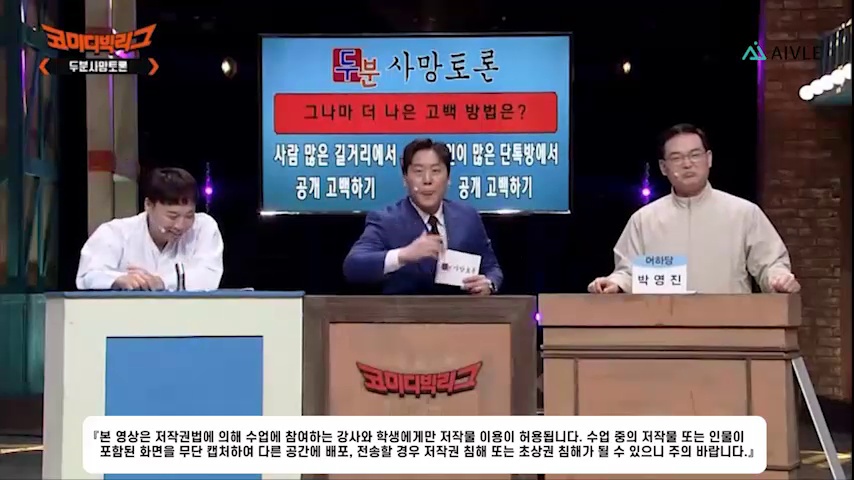 코미디빅리그
두분사망토론
AIVLE
두분 사망토론
그나마 더 나은 고백 방법은?
사람 많은 길거리에서
공개 고백하기
인이 많은 단톡방에서
공개 고백하기
두분 사망토론
어하당
박영진
코미디빅리그
『본 영상은 저작권법에 의해 수업에 참여하는 강사와 학생에게만 저작물 이용이 허용됩니다. 수업 중의 저작물 또는 인물이
포함된 화면을 무단 캡처하여 다른 공간에 배포, 전송할 경우 저작권 침해 또는 초상권 침해가 될 수 있으니 주의 바랍니다.』